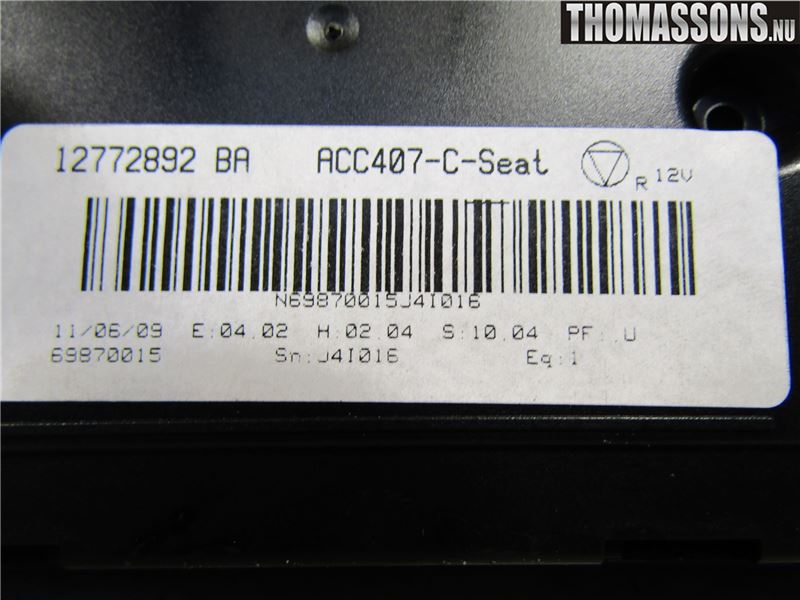 THOMASSONS.NU
12772892 BA ACC407-C-Seat R 12V
N69870015J4I016
11/06/09 E:04.02 H:02.04 S:10.04 PF:.U
69870015 Sn:J4I016 Eq:1